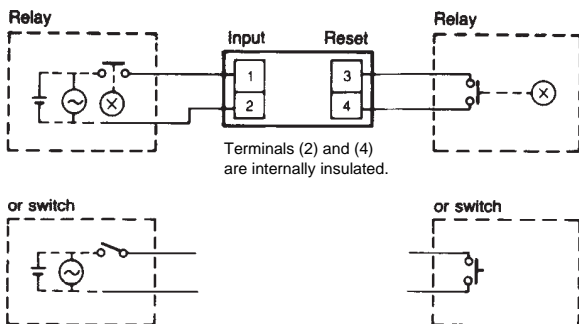 Relay
Input
Reset
Relay
1
3
2
4
Terminals (2) and (4)
are internally insulated.
or switch
or switch